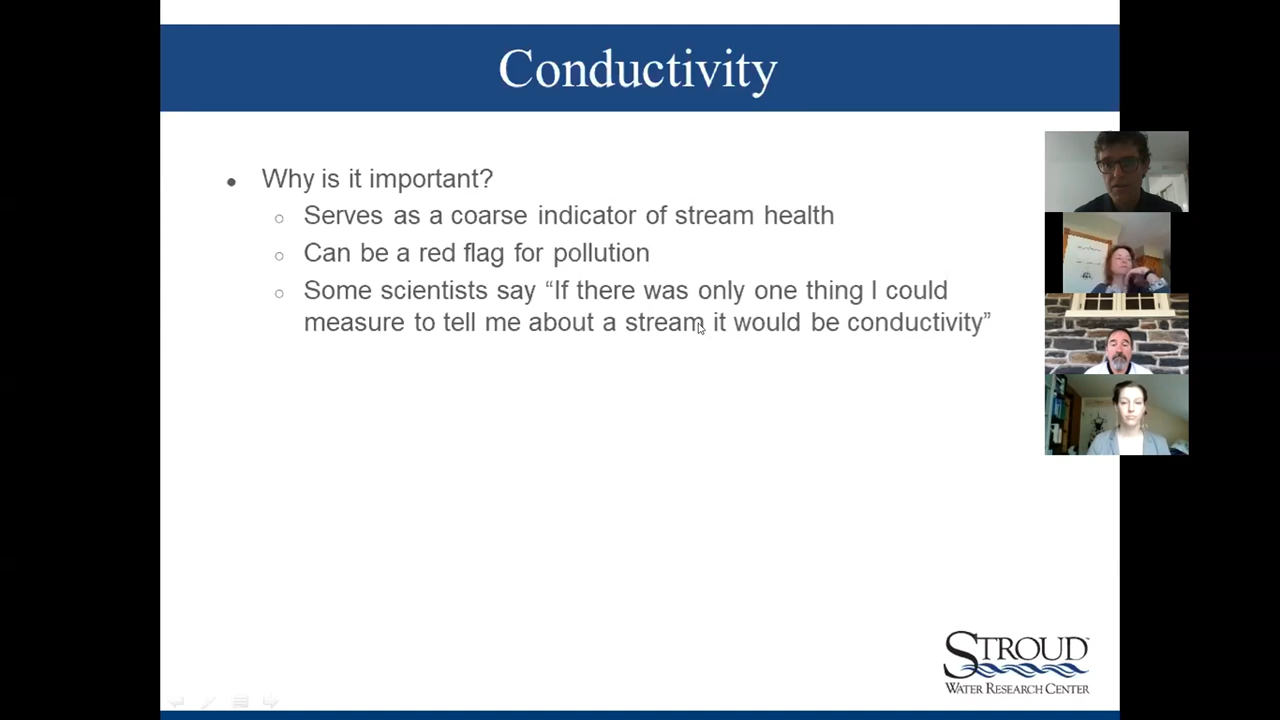 Conductivity
Why is it important?
Serves as a coarse indicator of stream health
Can be a red flag for pollution
Some scientists say “If there was only one thing I could
measure to tell me about a stream it would be conductivity”
STROUD™
WATER RESEARCH CENTER